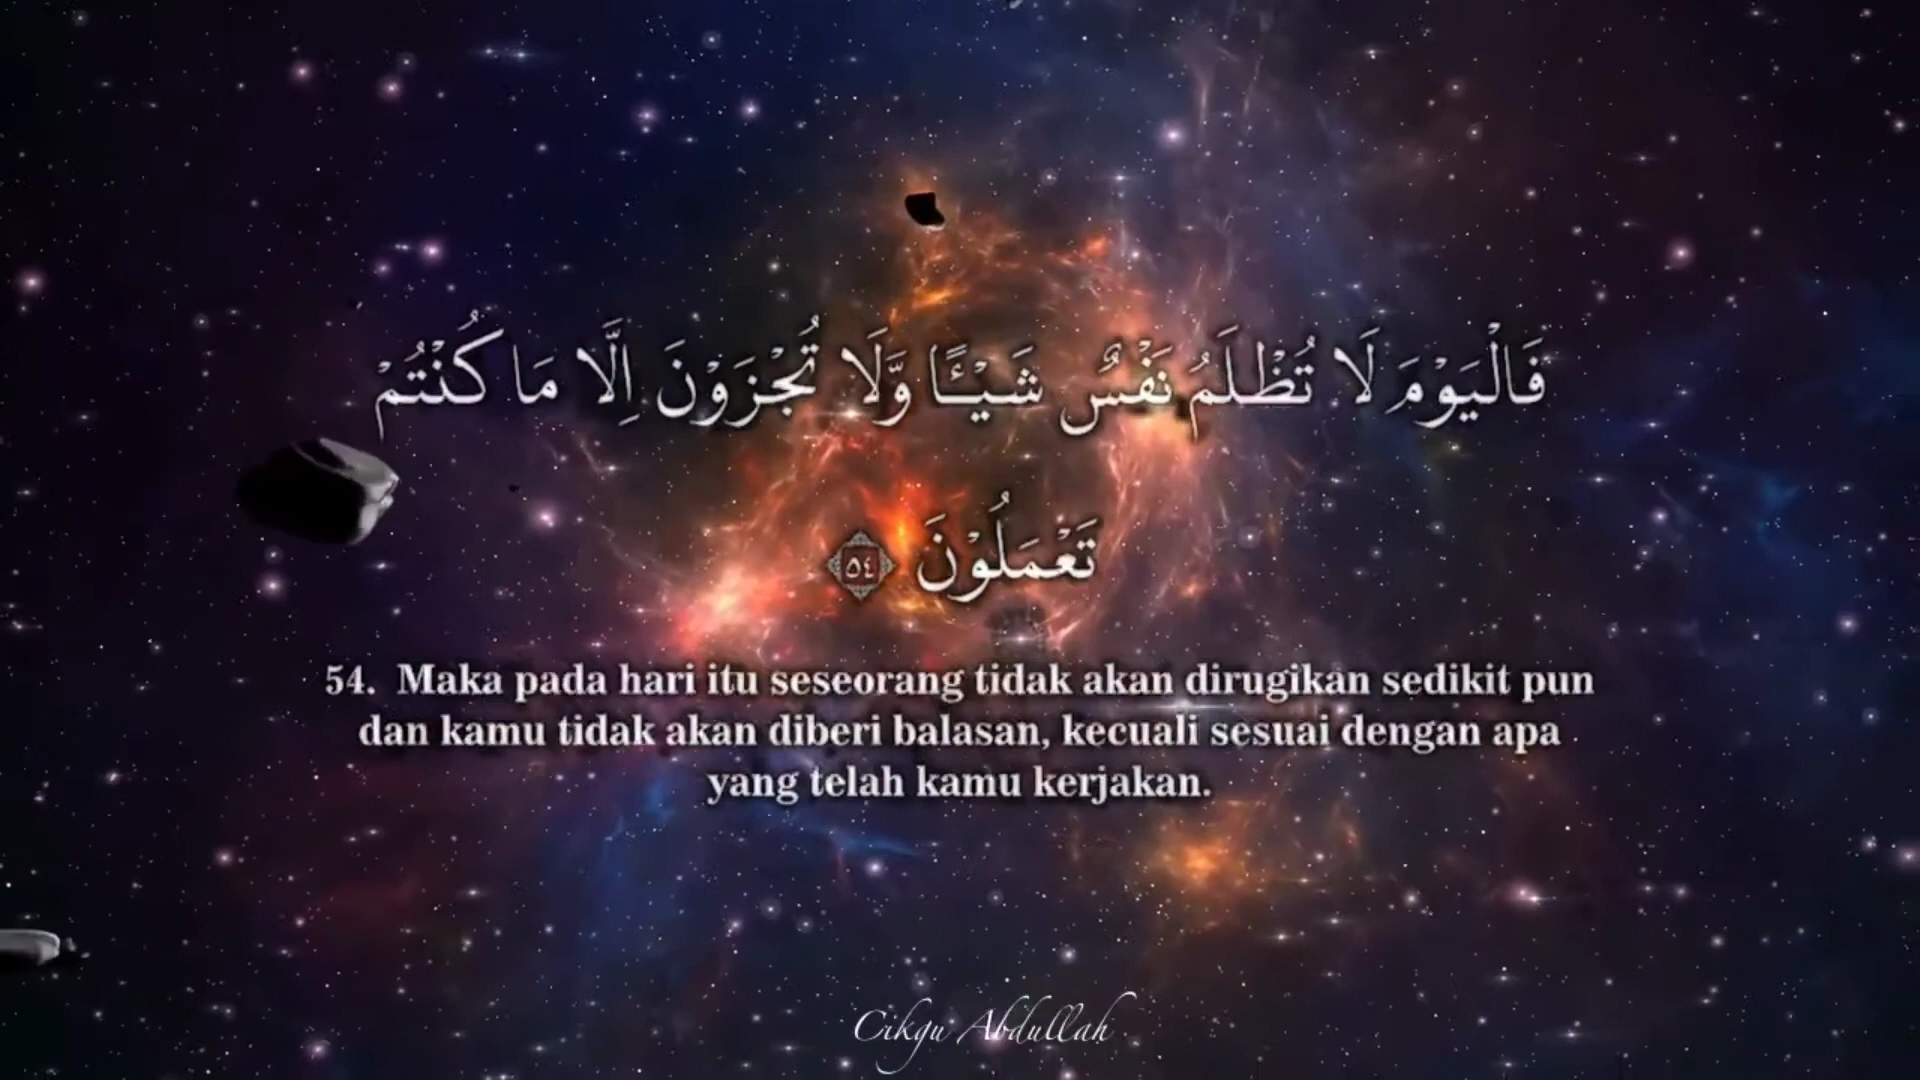 فَالْيَوْمَ لَا تُظْلَمُ نَفْسٌ شَيْـًٔا وَّلَا تُجْزَوْنَ اِلَّا مَا كُنْتُمْ
تَعْمَلُوْنَ ٥٤
54. Maka pada hari itu seseorang tidak akan dirugikan sedikit pun
dan kamu tidak akan diberi balasan, kecuali sesuai dengan apa
yang telah kamu kerjakan.
Cikgu Abdullah